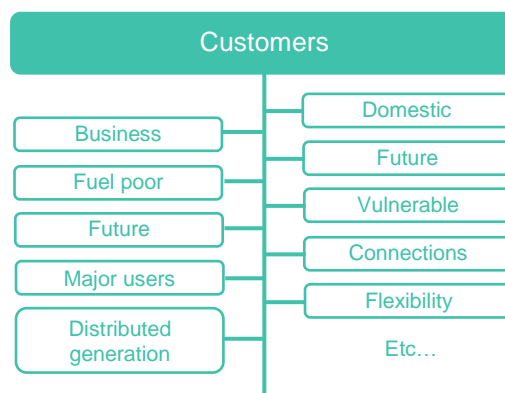 Customers
Business
Fuel poor
Future
Major users
Distributed
generation
Domestic
Future
Vulnerable
Connections
Flexibility
Etc…